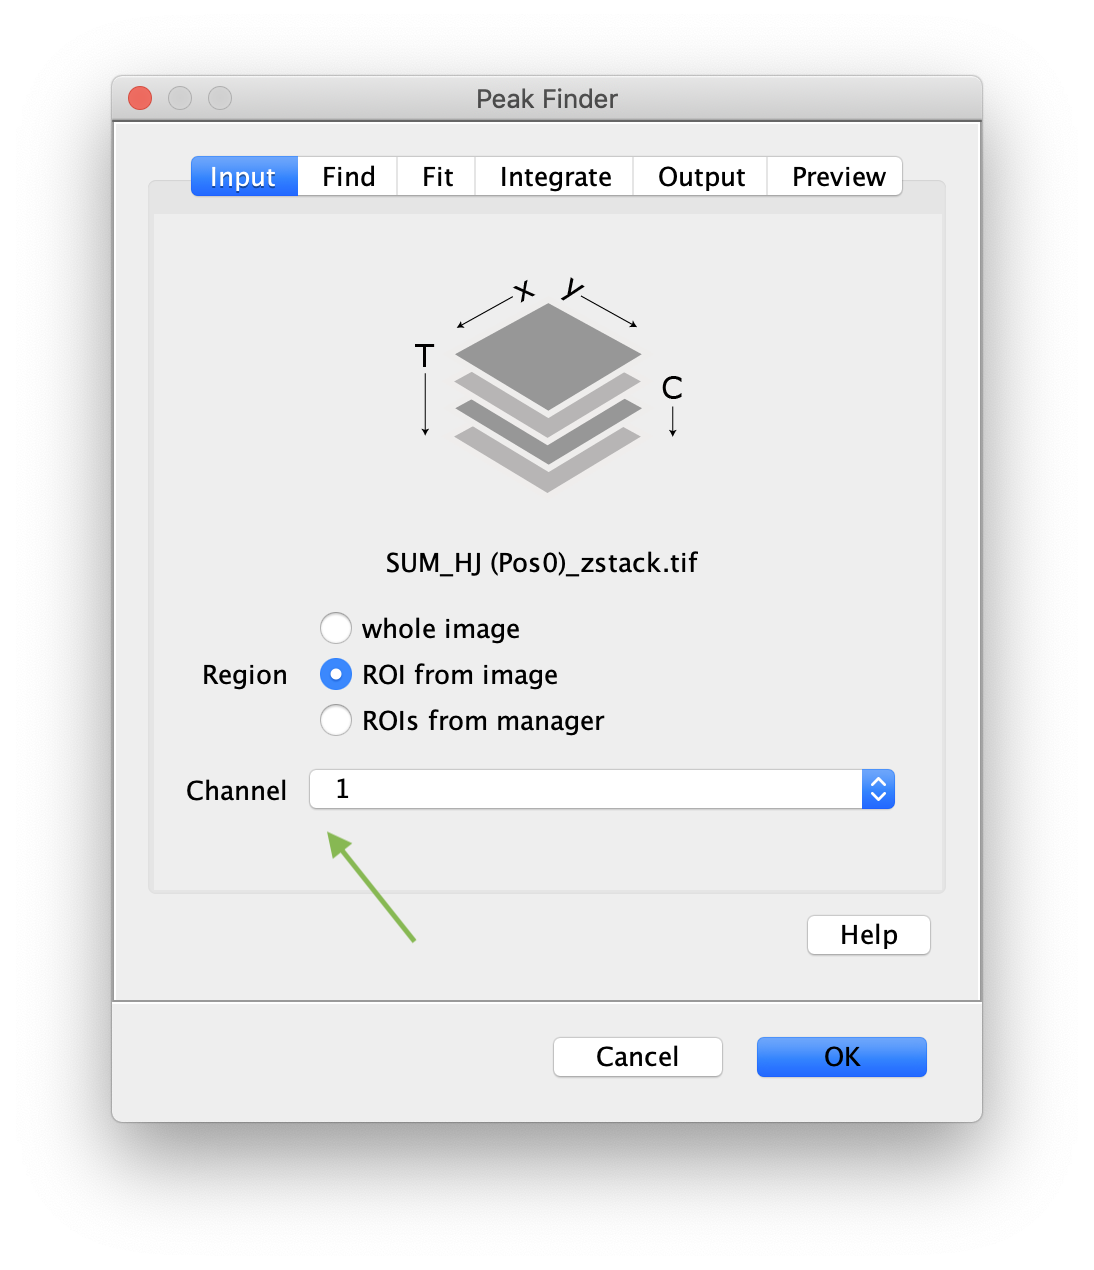 Peak Finder
Input Find Fit Integrate Output Preview
x y
T
C
SUM_HJ (Pos0)_zstack.tif
whole image
Region ROI from image
ROIs from manager
Channel 1
Help
Cancel OK